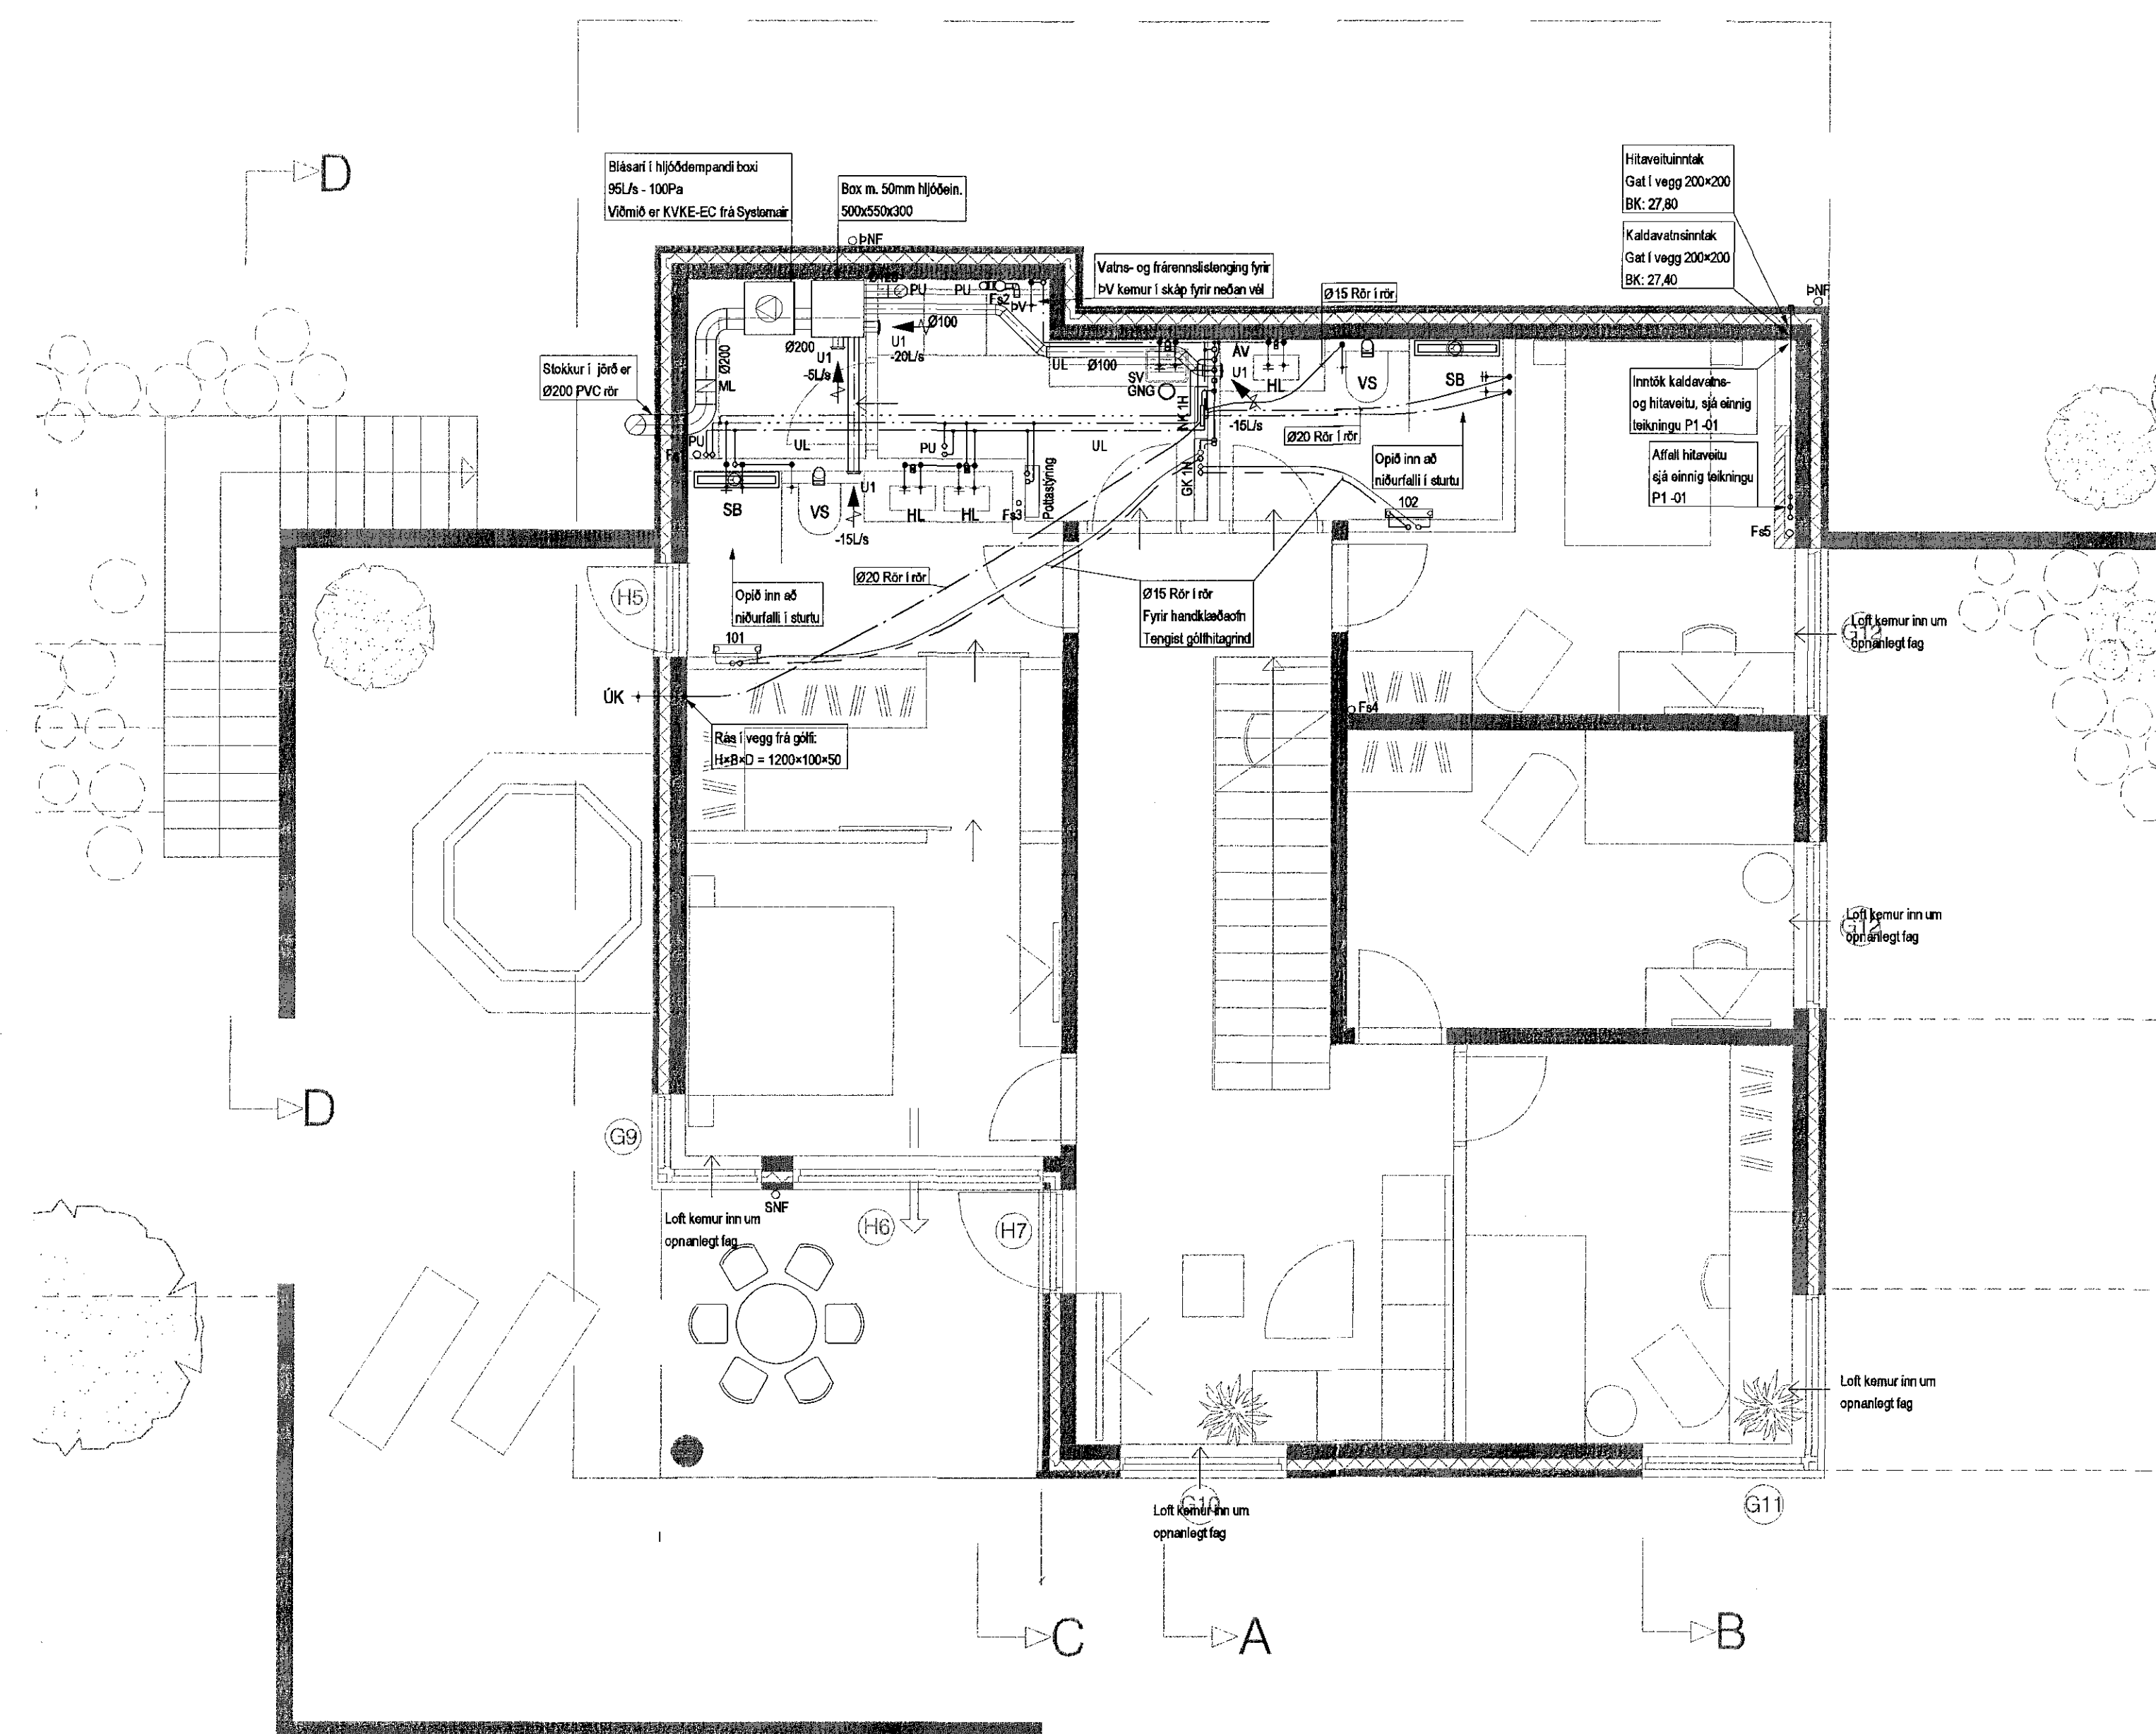 D
Blásari í hljóðdempandi boxi
95L/s - 100Pa
Viðmið er KVKE-EC frá Systemair
Box m. 50mm hljóðein.
500x550x300
ÞNF
Hitaveituinntak
Gat í vegg 200×200
BK: 27,80
Kaldavatnsinntak
Gat í vegg 200×200
BK: 27,40
ÞNF
Vatns- og frárennslistenging fyrir
ÞV kemur í skáp fyrir neðan vél
Ø15 Rör í rör
PU
PU
Fs2
ÞV
Ø100
U1
-20L/s
Ø200
Ø200
U1
-5L/s
ML
Stokkur í jörð er
Ø200 PVC rör
UL
Ø100
SV
GNG
ÁV
U1
HL
VS
SB
-15L/s
Ø20 Rör í rör
Inntök kaldavatns-
og hitaveitu, sjá einnig
teikningu P1 -01
Affall hitaveitu
sjá einnig teikningu
P1 -01
Fs5
PU
UL
PU
UL
GK 1N
Opið inn að
niðurfalli í sturtu
102
SB
VS
U1
-15L/s
HL
HL
Fs3
Pottastýring
Ø20 Rör í rör
Opið inn að
niðurfalli í sturtu
Ø15 Rör í rör
Fyrir handklæðaofn
Tengist gólfhitagrind
H5
101
ÚK
Rás í vegg frá gólfi:
H×B×D = 1200×100×50
Fs4
G12
Loft kemur inn um
opnanlegt fag
G12
Loft kemur inn um
opnanlegt fag
D
G9
SNF
Loft kemur inn um
opnanlegt fag
H6
H7
Loft kemur inn um
opnanlegt fag
G10
Loft kemur inn um
opnanlegt fag
G11
C
A
B